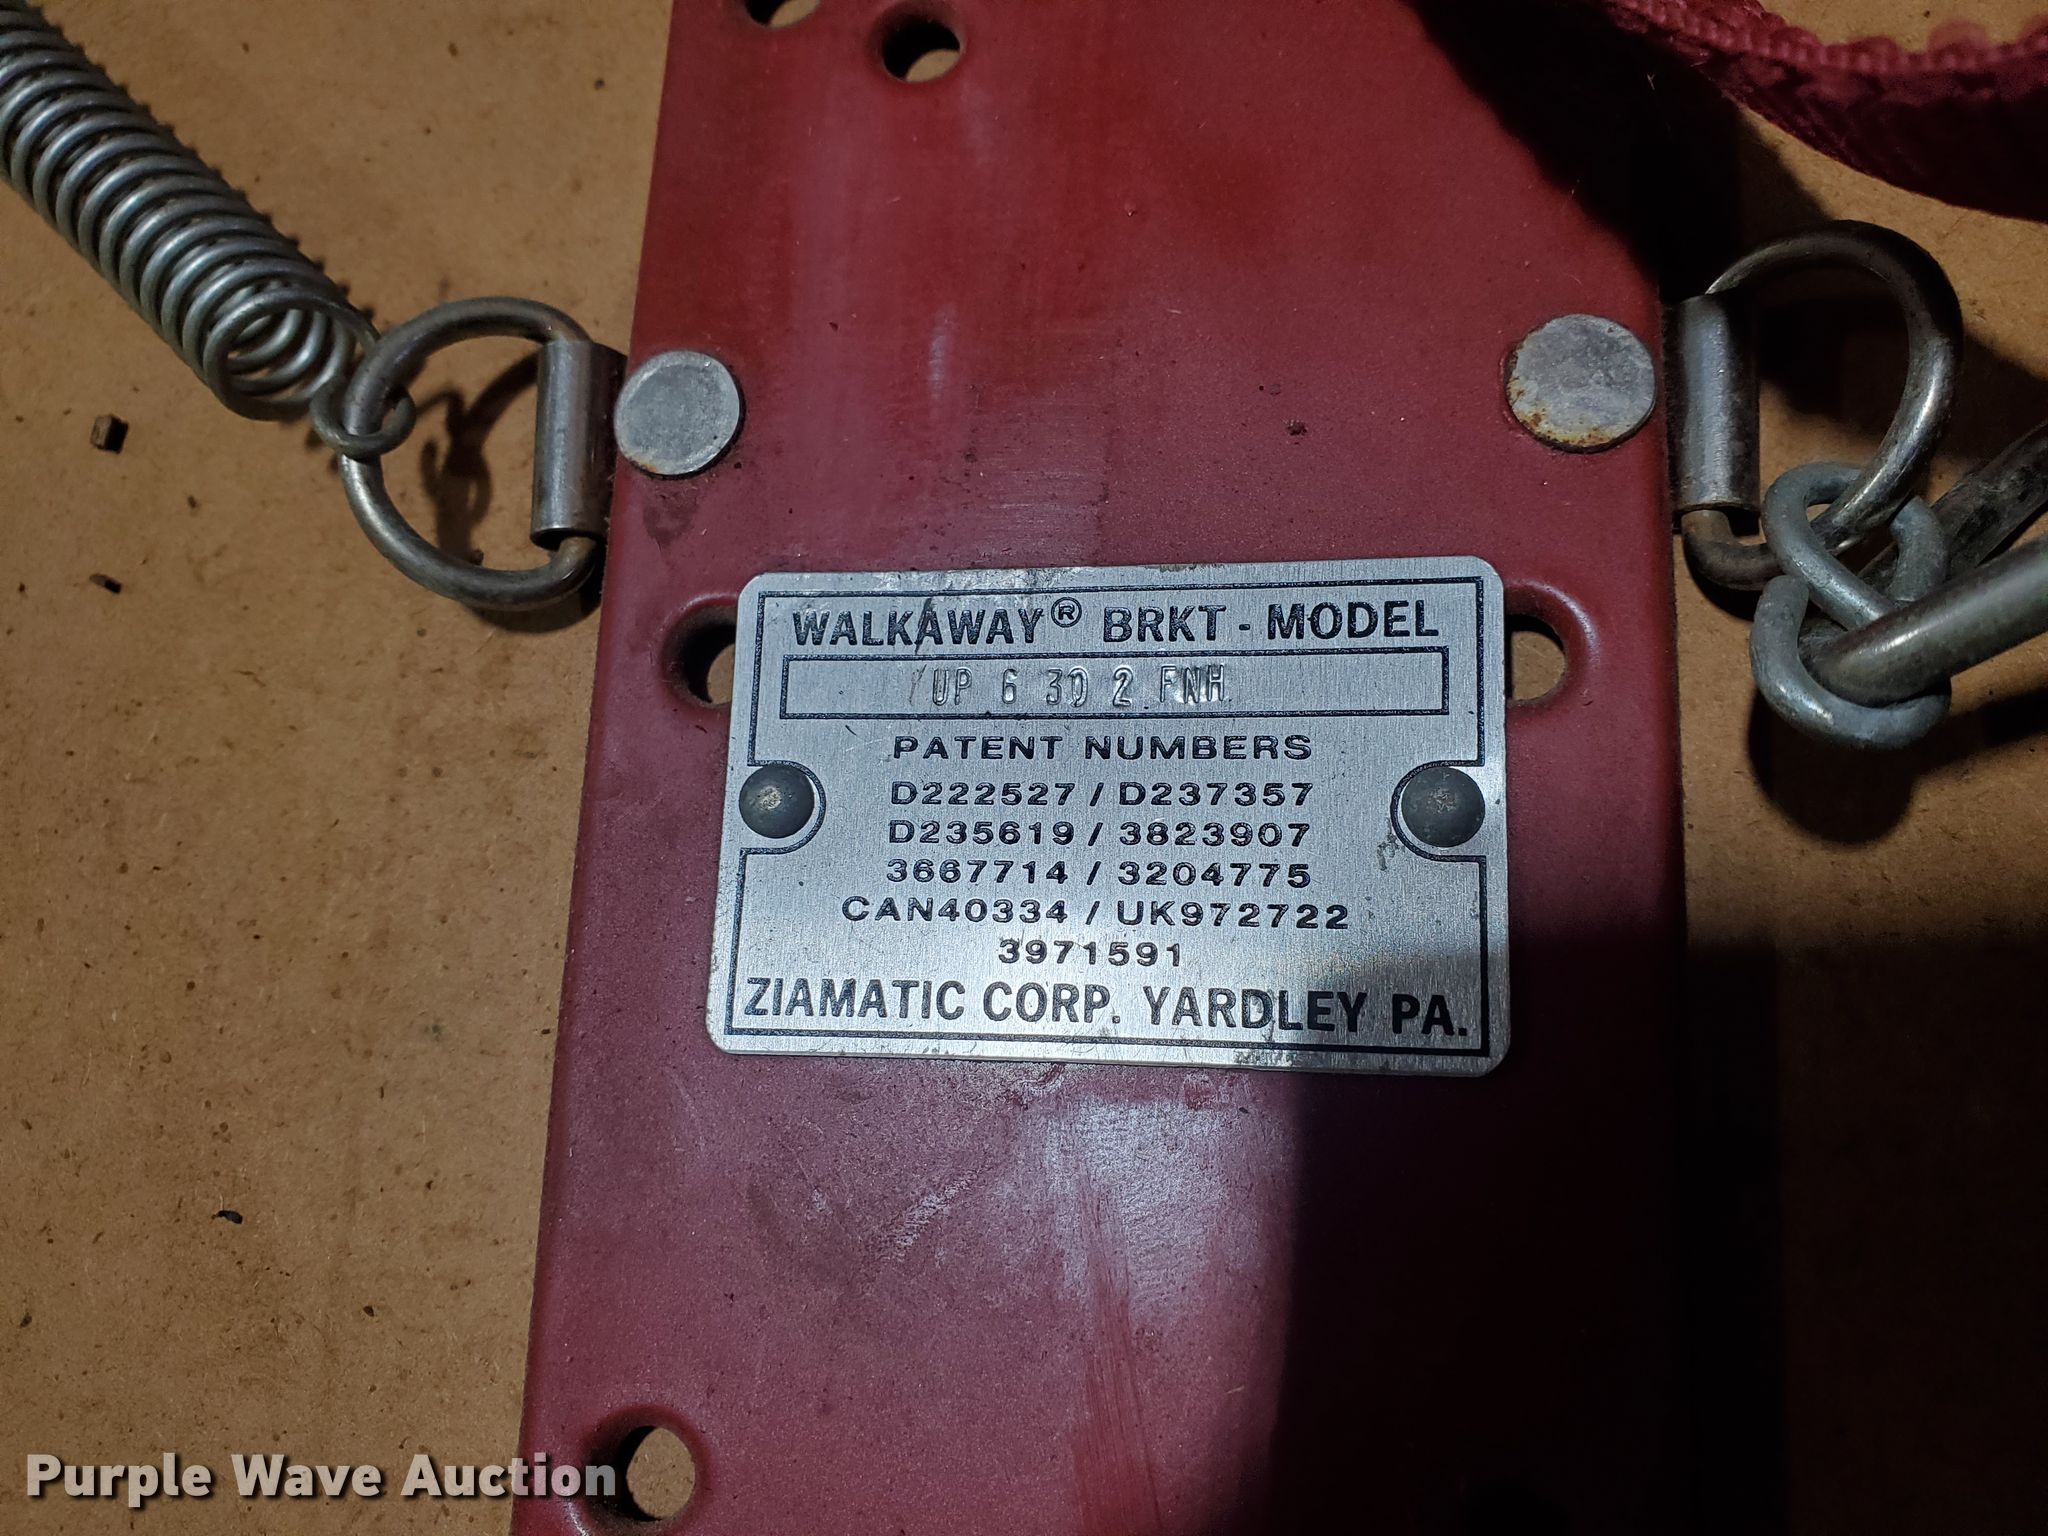 WALKAWAY® BRKT - MODEL
UP 6 30 2 FNH
PATENT NUMBERS
D222527 / D237357
D235619 / 3823907
3667714 / 3204775
CAN40334 / UK972722
3971591
ZIAMATIC CORP. YARDLEY PA.
Purple Wave Auction